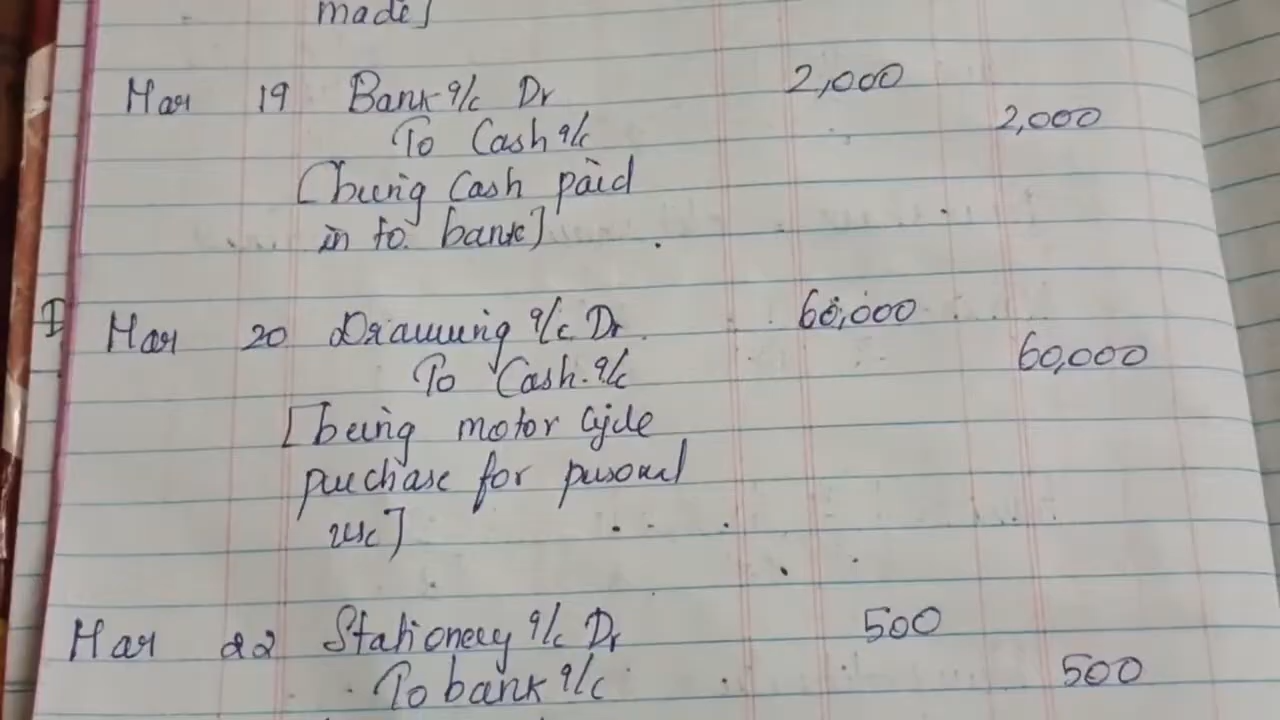 made]
Mar 19 Bank a/c Dr 2,000
To Cash a/c 2,000
[being Cash paid
in to. bank]
Mar 20 Drawing a/c Dr 60,000
To Cash a/c 60,000
[being motor Cycle
purchase for personal
use]
Mar 22 Stationery a/c Dr 500
To bank a/c 500